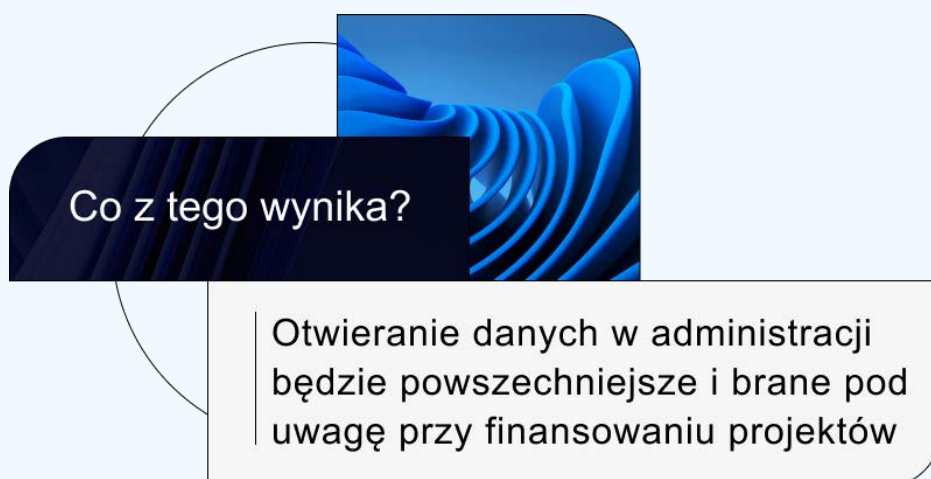 Co z tego wynika?
Otwieranie danych w administracji
będzie powszechniejsze i brane pod
uwagę przy finansowaniu projektów